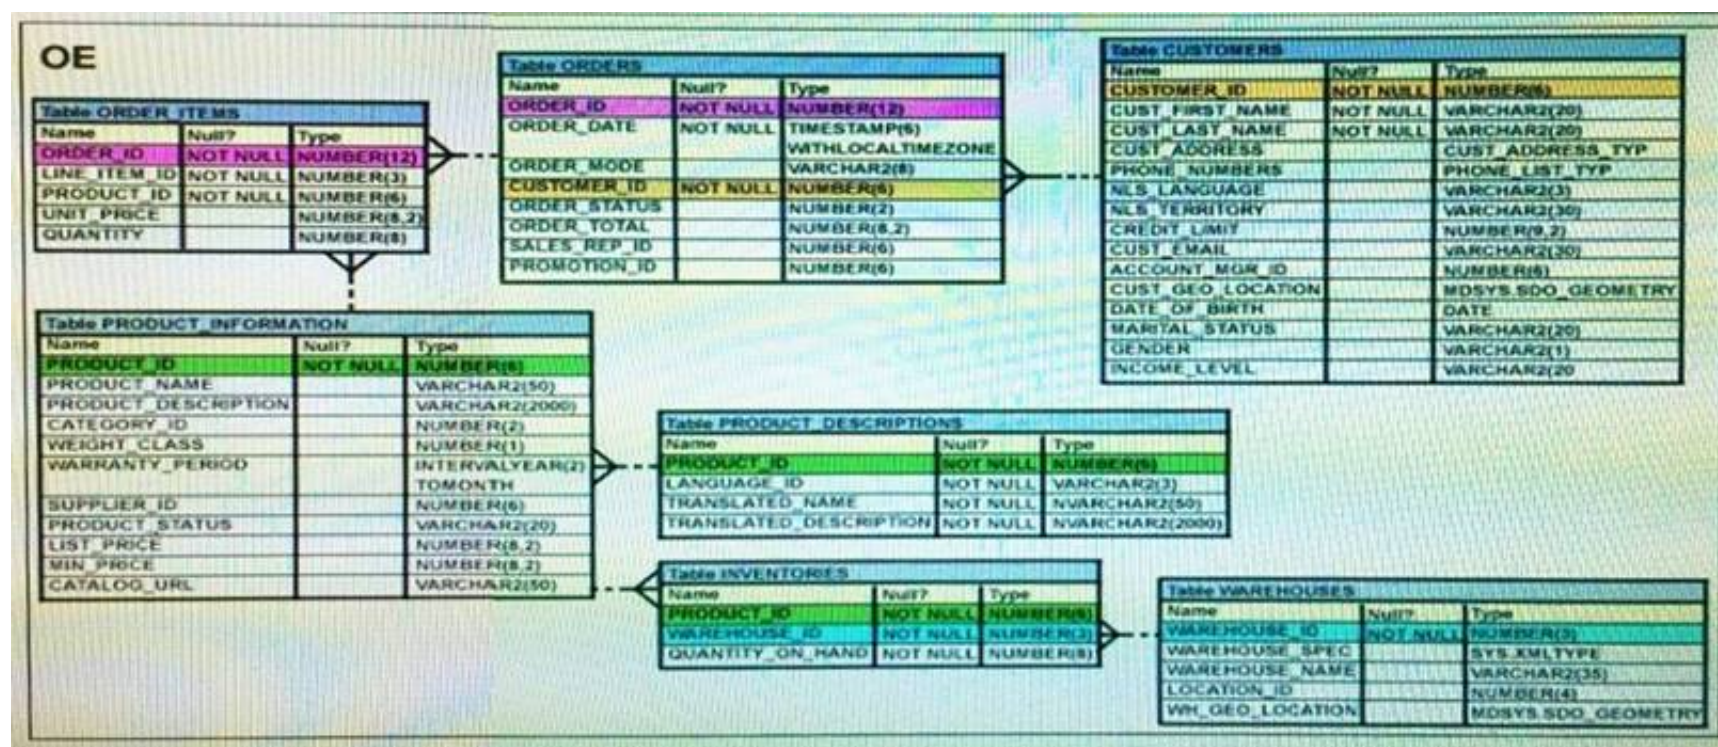 OE
Table ORDER_ITEMS
Name Null? Type
ORDER_ID NOT NULL NUMBER(12)
LINE_ITEM_ID NOT NULL NUMBER(3)
PRODUCT_ID NOT NULL NUMBER(6)
UNIT_PRICE NUMBER(8,2)
QUANTITY NUMBER(8)
Table ORDERS
Name Null? Type
ORDER_ID NOT NULL NUMBER(12)
ORDER_DATE NOT NULL TIMESTAMP(6)
WITHLOCALTIMEZONE
ORDER_MODE VARCHAR2(8)
CUSTOMER_ID NOT NULL NUMBER(6)
ORDER_STATUS NUMBER(2)
ORDER_TOTAL NUMBER(8,2)
SALES_REP_ID NUMBER(6)
PROMOTION_ID NUMBER(6)
Table CUSTOMERS
Name Null? Type
CUSTOMER_ID NOT NULL NUMBER(6)
CUST_FIRST_NAME NOT NULL VARCHAR2(20)
CUST_LAST_NAME NOT NULL VARCHAR2(20)
CUST_ADDRESS CUST_ADDRESS_TYP
PHONE_NUMBERS PHONE_LIST_TYP
NLS_LANGUAGE VARCHAR2(3)
NLS_TERRITORY VARCHAR2(30)
CREDIT_LIMIT NUMBER(9,2)
CUST_EMAIL VARCHAR2(30)
ACCOUNT_MGR_ID NUMBER(6)
CUST_GEO_LOCATION MDSYS.SDO_GEOMETRY
DATE_OF_BIRTH DATE
MARITAL_STATUS VARCHAR2(20)
GENDER VARCHAR2(1)
INCOME_LEVEL VARCHAR2(20
Table PRODUCT_INFORMATION
Name Null? Type
PRODUCT_ID NOT NULL NUMBER(6)
PRODUCT_NAME VARCHAR2(50)
PRODUCT_DESCRIPTION VARCHAR2(2000)
CATEGORY_ID NUMBER(2)
WEIGHT_CLASS NUMBER(1)
WARRANTY_PERIOD INTERVALYEAR(2)
TOMONTH
SUPPLIER_ID NUMBER(6)
PRODUCT_STATUS VARCHAR2(20)
LIST_PRICE NUMBER(8,2)
MIN_PRICE NUMBER(8,2)
CATALOG_URL VARCHAR2(50)
Table PRODUCT_DESCRIPTIONS
Name Null? Type
PRODUCT_ID NOT NULL NUMBER(6)
LANGUAGE_ID NOT NULL VARCHAR2(3)
TRANSLATED_NAME NOT NULL NVARCHAR2(50)
TRANSLATED_DESCRIPTION NOT NULL NVARCHAR2(2000)
Table INVENTORIES
Name Null? Type
PRODUCT_ID NOT NULL NUMBER(6)
WAREHOUSE_ID NOT NULL NUMBER(3)
QUANTITY_ON_HAND NOT NULL NUMBER(8)
Table WAREHOUSES
Name Null? Type
WAREHOUSE_ID NOT NULL NUMBER(3)
WAREHOUSE_SPEC SYS.XMLTYPE
WAREHOUSE_NAME VARCHAR2(35)
LOCATION_ID NUMBER(4)
WH_GEO_LOCATION MDSYS.SDO_GEOMETRY